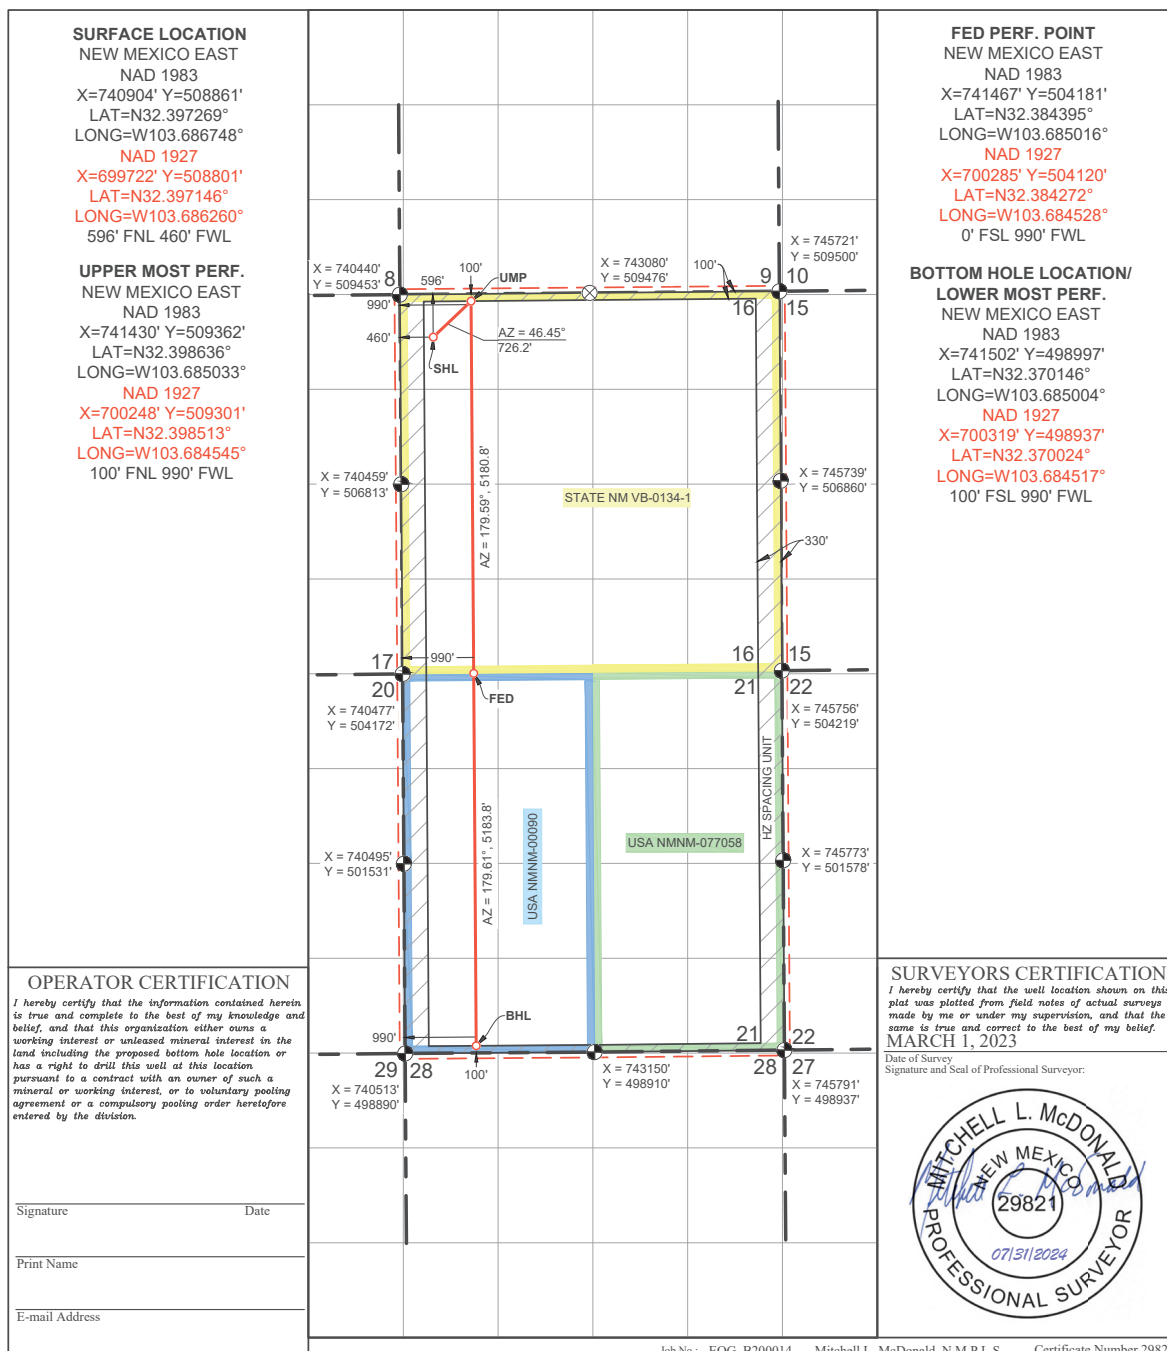 SURFACE LOCATION
NEW MEXICO EAST
NAD 1983
X=740904' Y=508861'
LAT=N32.397269°
LONG=W103.686748°
NAD 1927
X=699722' Y=508801'
LAT=N32.397146°
LONG=W103.686260°
596' FNL 460' FWL
UPPER MOST PERF.
NEW MEXICO EAST
NAD 1983
X=741430' Y=509362'
LAT=N32.398636°
LONG=W103.685033°
NAD 1927
X=700248' Y=509301'
LAT=N32.398513°
LONG=W103.684545°
100' FNL 990' FWL
FED PERF. POINT
NEW MEXICO EAST
NAD 1983
X=741467' Y=504181'
LAT=N32.384395°
LONG=W103.685016°
NAD 1927
X=700285' Y=504120'
LAT=N32.384272°
LONG=W103.684528°
0' FSL 990' FWL
BOTTOM HOLE LOCATION/
LOWER MOST PERF.
NEW MEXICO EAST
NAD 1983
X=741502' Y=498997'
LAT=N32.370146°
LONG=W103.685004°
NAD 1927
X=700319' Y=498937'
LAT=N32.370024°
LONG=W103.684517°
100' FSL 990' FWL
X = 740440'
Y = 509453'
8
596'
100'
UMP
X = 743080'
Y = 509476'
100'
9 10
X = 745721'
Y = 509500'
16 15
990'
460'
AZ = 46.45°
726.2'
SHL
X = 740459'
Y = 506813'
AZ = 179.59°, 5180.8'
STATE NM VB-0134-1
X = 745739'
Y = 506860'
330'
17
990'
16 15
20
FED
21 22
X = 740477'
Y = 504172'
X = 745756'
Y = 504219'
HZ SPACING UNIT
USA NMNM-00090
USA NMNM-077058
X = 740495'
Y = 501531'
AZ = 179.61°, 5183.8'
X = 745773'
Y = 501578'
990'
BHL
21 22
29 28
100'
28 27
X = 740513'
Y = 498890'
X = 743150'
Y = 498910'
X = 745791'
Y = 498937'
OPERATOR CERTIFICATION
I hereby certify that the information contained herein
is true and complete to the best of my knowledge and
belief, and that this organization either owns a
working interest or unleased mineral interest in the
land including the proposed bottom hole location or
has a right to drill this well at this location
pursuant to a contract with an owner of such a
mineral or working interest, or to voluntary pooling
agreement or a compulsory pooling order heretofore
entered by the division.
Signature Date
Print Name
E-mail Address
SURVEYORS CERTIFICATION
I hereby certify that the well location shown on this
plat was plotted from field notes of actual surveys
made by me or under my supervision, and that the
same is true and correct to the best of my belief.
MARCH 1, 2023
Date of Survey
Signature and Seal of Professional Surveyor:
MITCHELL L. McDONALD
NEW MEXICO
29821
07/31/2024
PROFESSIONAL SURVEYOR
Mitchell L. McDonald
Job No.: EOG_B200014 Mitchell L. McDonald, N.M.P.L.S. Certificate Number 2982